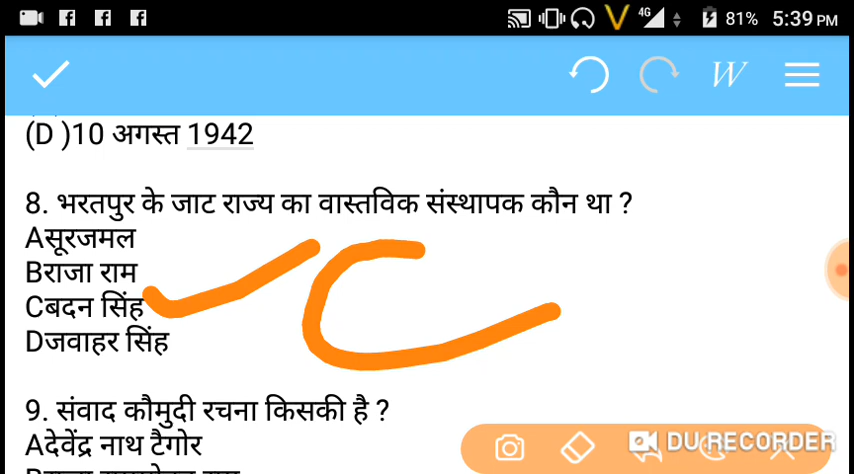 4G 81% 5:39 PM
W
(D )10 अगस्त 1942
8. भरतपुर के जाट राज्य का वास्तविक संस्थापक कौन था ?
Aसूरजमल
Bराजा राम
Cबदन सिंह
Dजवाहर सिंह
C
9. संवाद कौमुदी रचना किसकी है ?
Aदेवेंद्र नाथ टैगोर
DU RECORDER